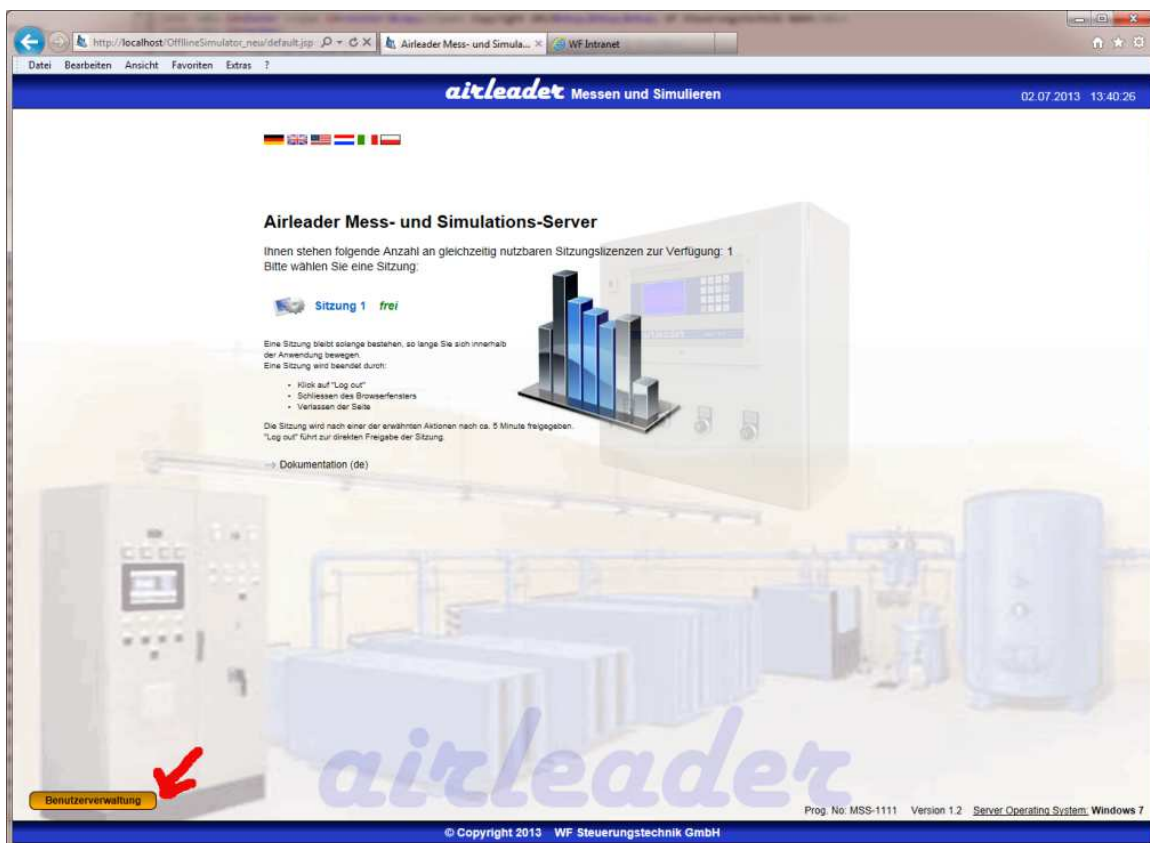 http://localhost/OfflineSimulator_neu/default.jsp
Airleader Mess- und Simula...
WF Intranet
Datei Bearbeiten Ansicht Favoriten Extras ?
airleader Messen und Simulieren
02.07.2013 13:40:26
Airleader Mess- und Simulations-Server
Ihnen stehen folgende Anzahl an gleichzeitig nutzbaren Sitzungslizenzen zur Verfügung: 1
Bitte wählen Sie eine Sitzung:
Sitzung 1 frei
Eine Sitzung bleibt solange bestehen, so lange Sie sich innerhalb
der Anwendung bewegen.
Eine Sitzung wird beendet durch:
• Klick auf "Log out"
• Schliessen des Browserfensters
• Verlassen der Seite
Die Sitzung wird nach einer der erwähnten Aktionen nach ca. 5 Minute freigegeben.
"Log out" führt zur direkten Freigabe der Sitzung.
Dokumentation (de)
airleader
Benutzerverwaltung
Prog. No: MSS-1111 Version 1.2 Server Operating System: Windows 7
© Copyright 2013 WF Steuerungstechnik GmbH